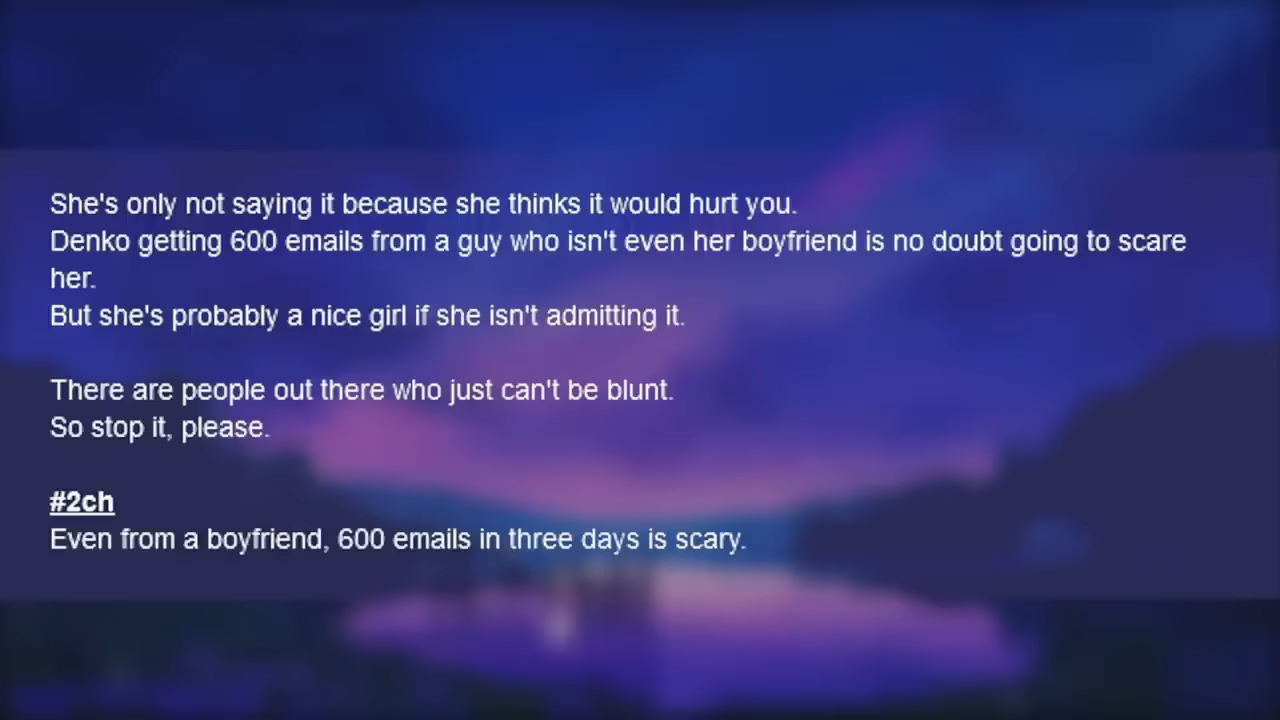 She's only not saying it because she thinks it would hurt you.
Denko getting 600 emails from a guy who isn't even her boyfriend is no doubt going to scare
her.
But she's probably a nice girl if she isn't admitting it.
There are people out there who just can't be blunt.
So stop it, please.
#2ch
Even from a boyfriend, 600 emails in three days is scary.